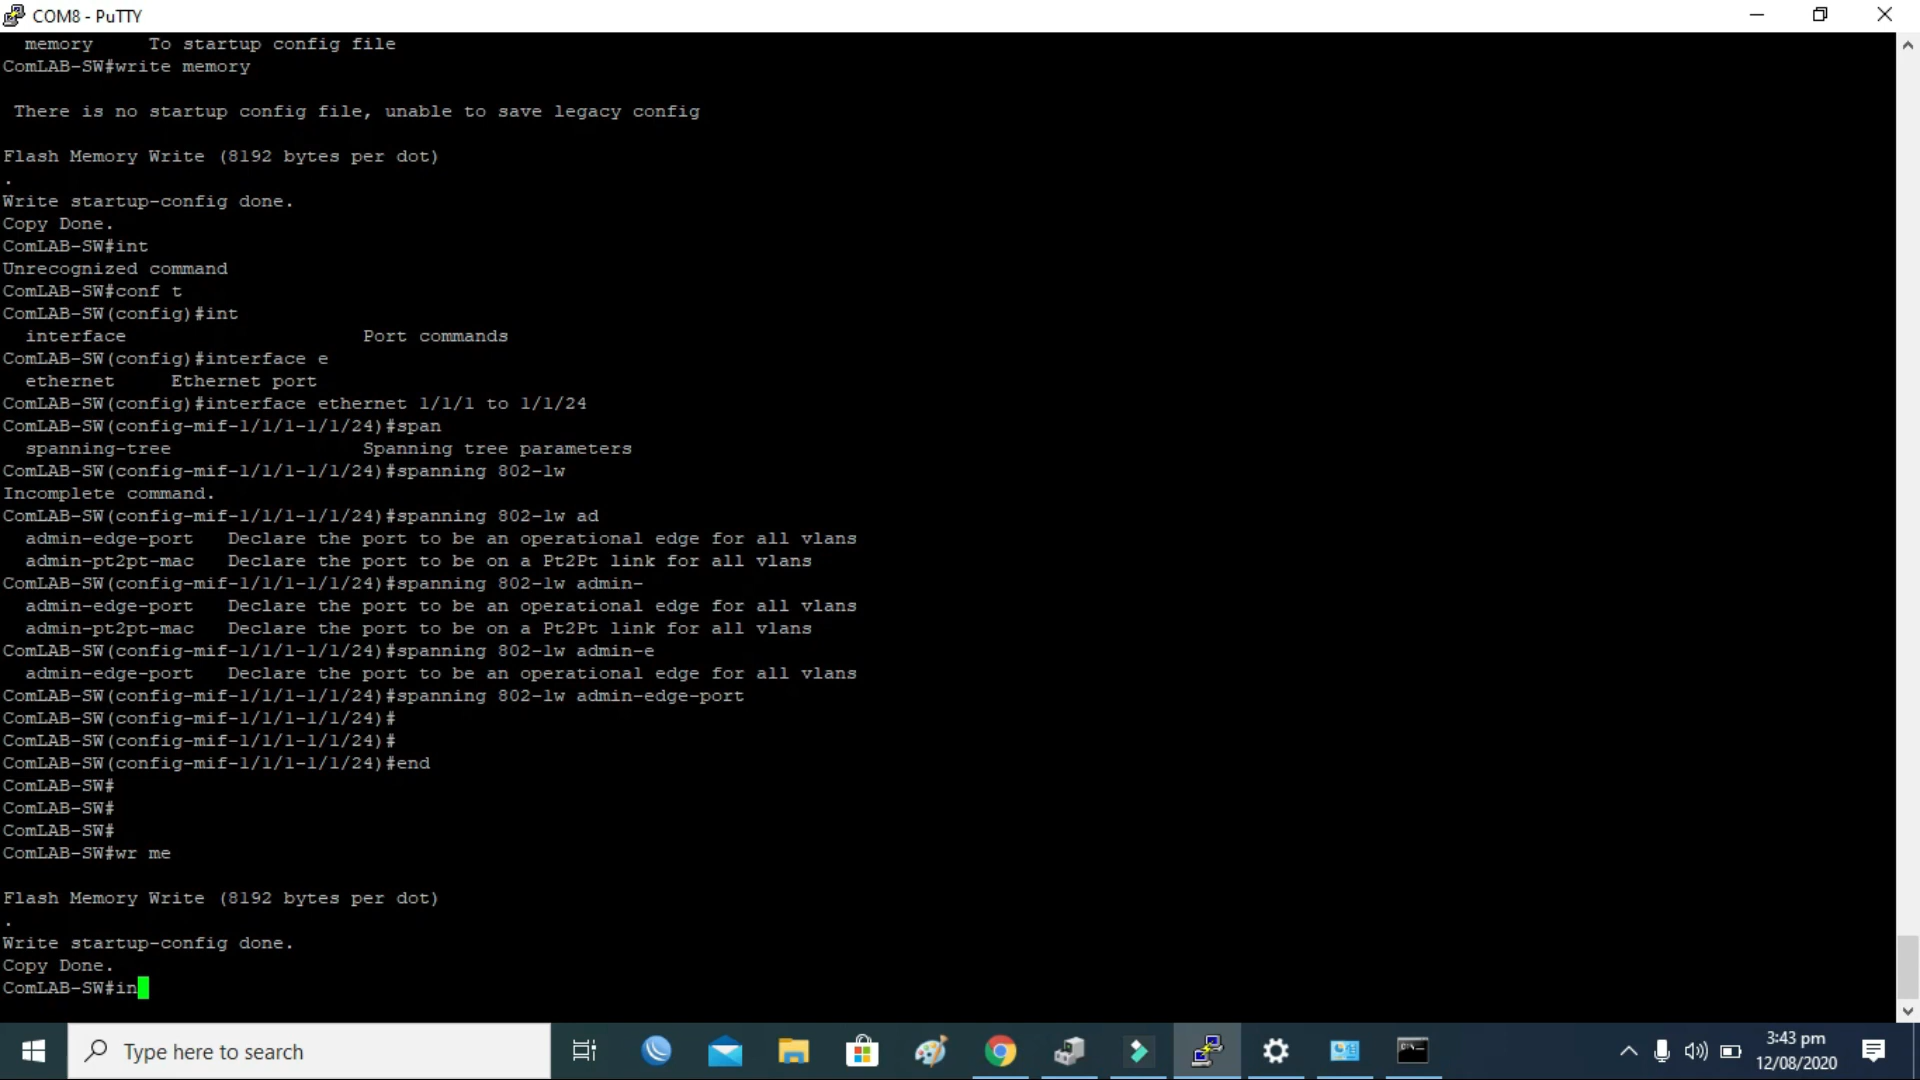 COM8 - PuTTY
memory     To startup config file
ComLAB-SW#write memory
There is no startup config file, unable to save legacy config
Flash Memory Write (8192 bytes per dot)
.
Write startup-config done.
Copy Done.
ComLAB-SW#int
Unrecognized command
ComLAB-SW#conf t
ComLAB-SW(config)#int
interface                     Port commands
ComLAB-SW(config)#interface e
ethernet     Ethernet port
ComLAB-SW(config)#interface ethernet 1/1/1 to 1/1/24
ComLAB-SW(config-mif-1/1/1-1/1/24)#span
spanning-tree                 Spanning tree parameters
ComLAB-SW(config-mif-1/1/1-1/1/24)#spanning 802-1w
Incomplete command.
ComLAB-SW(config-mif-1/1/1-1/1/24)#spanning 802-1w ad
admin-edge-port   Declare the port to be an operational edge for all vlans
admin-pt2pt-mac   Declare the port to be on a Pt2Pt link for all vlans
ComLAB-SW(config-mif-1/1/1-1/1/24)#spanning 802-1w admin-
admin-edge-port   Declare the port to be an operational edge for all vlans
admin-pt2pt-mac   Declare the port to be on a Pt2Pt link for all vlans
ComLAB-SW(config-mif-1/1/1-1/1/24)#spanning 802-1w admin-e
admin-edge-port   Declare the port to be an operational edge for all vlans
ComLAB-SW(config-mif-1/1/1-1/1/24)#spanning 802-1w admin-edge-port
ComLAB-SW(config-mif-1/1/1-1/1/24)#
ComLAB-SW(config-mif-1/1/1-1/1/24)#
ComLAB-SW(config-mif-1/1/1-1/1/24)#end
ComLAB-SW#
ComLAB-SW#
ComLAB-SW#
ComLAB-SW#wr me
Flash Memory Write (8192 bytes per dot)
.
Write startup-config done.
Copy Done.
ComLAB-SW#in
Type here to search
3:43 pm
12/08/2020